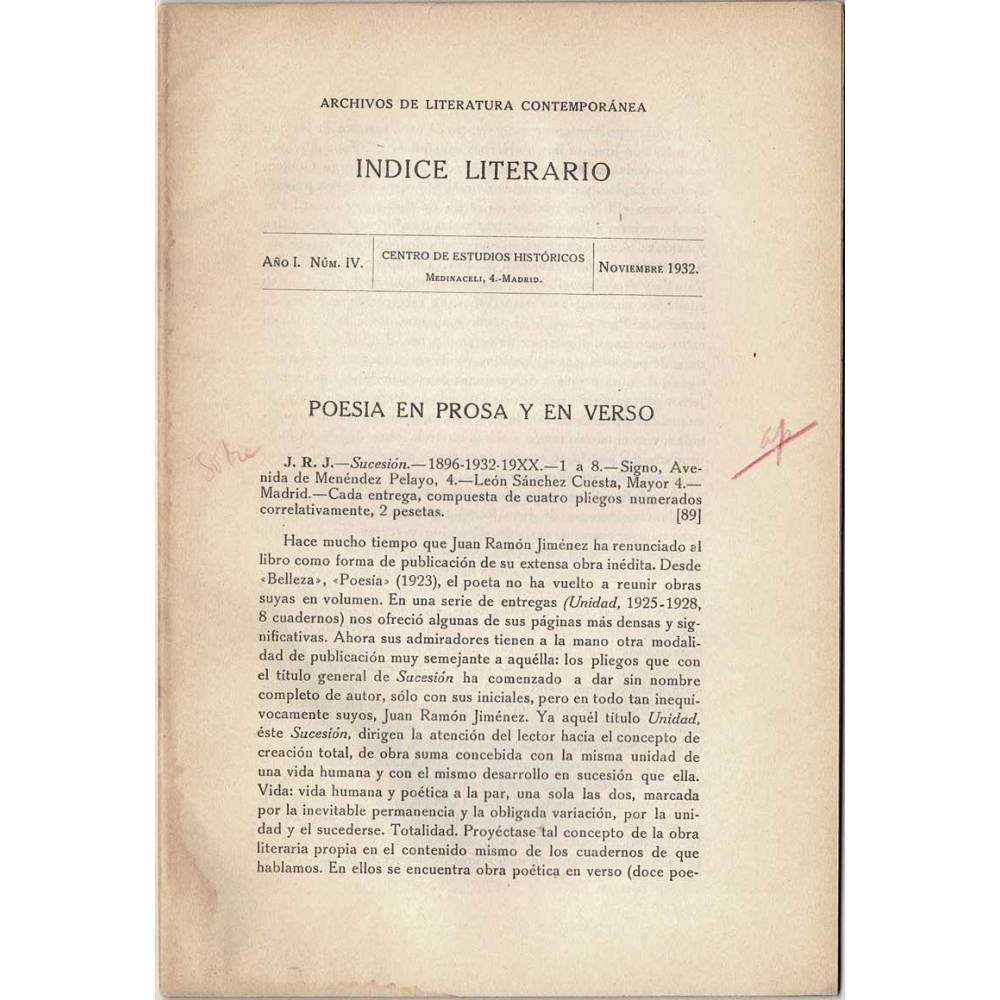 ARCHIVOS DE LITERATURA CONTEMPORÁNEA
INDICE LITERARIO
AÑO I. NÚM. IV.
CENTRO DE ESTUDIOS HISTÓRICOS
MEDINACELI, 4.-MADRID.
NOVIEMBRE 1932.
POESIA EN PROSA Y EN VERSO
sobre
J. R. J.—Sucesión.—1896-1932-19XX.—1 a 8.—Signo, Ave-
nida de Menéndez Pelayo, 4.—León Sánchez Cuesta, Mayor 4.—
Madrid.—Cada entrega, compuesta de cuatro pliegos numerados
correlativamente, 2 pesetas. [89]
Hace mucho tiempo que Juan Ramón Jiménez ha renunciado al
libro como forma de publicación de su extensa obra inédita. Desde
«Belleza», «Poesía» (1923), el poeta no ha vuelto a reunir obras
suyas en volumen. En una serie de entregas (Unidad, 1925-1928,
8 cuadernos) nos ofreció algunas de sus páginas más densas y sig-
nificativas. Ahora sus admiradores tienen a la mano otra modali-
dad de publicación muy semejante a aquélla: los pliegos que con
el título general de Sucesión ha comenzado a dar sin nombre
completo de autor, sólo con sus iniciales, pero en todo tan inequí-
vocamente suyos, Juan Ramón Jiménez. Ya aquél título Unidad,
éste Sucesión, dirigen la atención del lector hacia el concepto de
creación total, de obra suma concebida con la misma unidad de
una vida humana y con el mismo desarrollo en sucesión que ella.
Vida: vida humana y poética a la par, una sola las dos, marcada
por la inevitable permanencia y la obligada variación, por la uni-
dad y el sucederse. Totalidad. Proyéctase tal concepto de la obra
literaria propia en el contenido mismo de los cuadernos de que
hablamos. En ellos se encuentra obra poética en verso (doce poe-